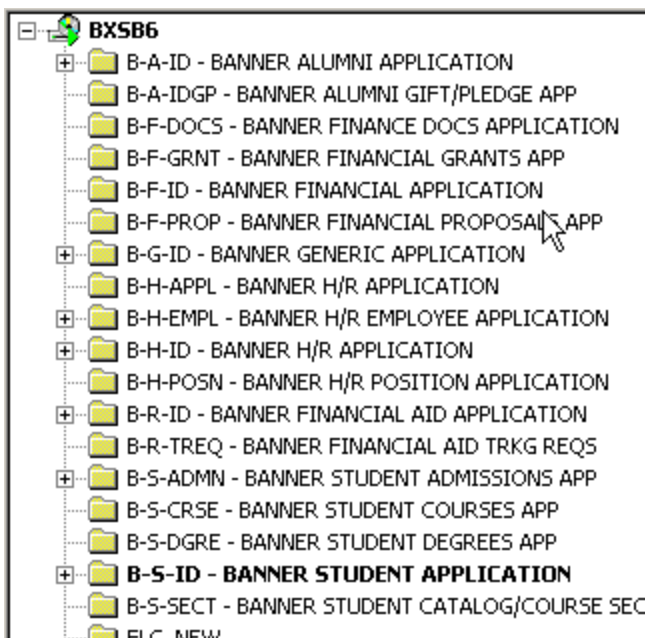 BXSB6
B-A-ID - BANNER ALUMNI APPLICATION
B-A-IDGP - BANNER ALUMNI GIFT/PLEDGE APP
B-F-DOCS - BANNER FINANCE DOCS APPLICATION
B-F-GRNT - BANNER FINANCIAL GRANTS APP
B-F-ID - BANNER FINANCIAL APPLICATION
B-F-PROP - BANNER FINANCIAL PROPOSALS APP
B-G-ID - BANNER GENERIC APPLICATION
B-H-APPL - BANNER H/R APPLICATION
B-H-EMPL - BANNER H/R EMPLOYEE APPLICATION
B-H-ID - BANNER H/R APPLICATION
B-H-POSN - BANNER H/R POSITION APPLICATION
B-R-ID - BANNER FINANCIAL AID APPLICATION
B-R-TREQ - BANNER FINANCIAL AID TRKG REQS
B-S-ADMN - BANNER STUDENT ADMISSIONS APP
B-S-CRSE - BANNER STUDENT COURSES APP
B-S-DGRE - BANNER STUDENT DEGREES APP
B-S-ID - BANNER STUDENT APPLICATION
B-S-SECT - BANNER STUDENT CATALOG/COURSE SEC